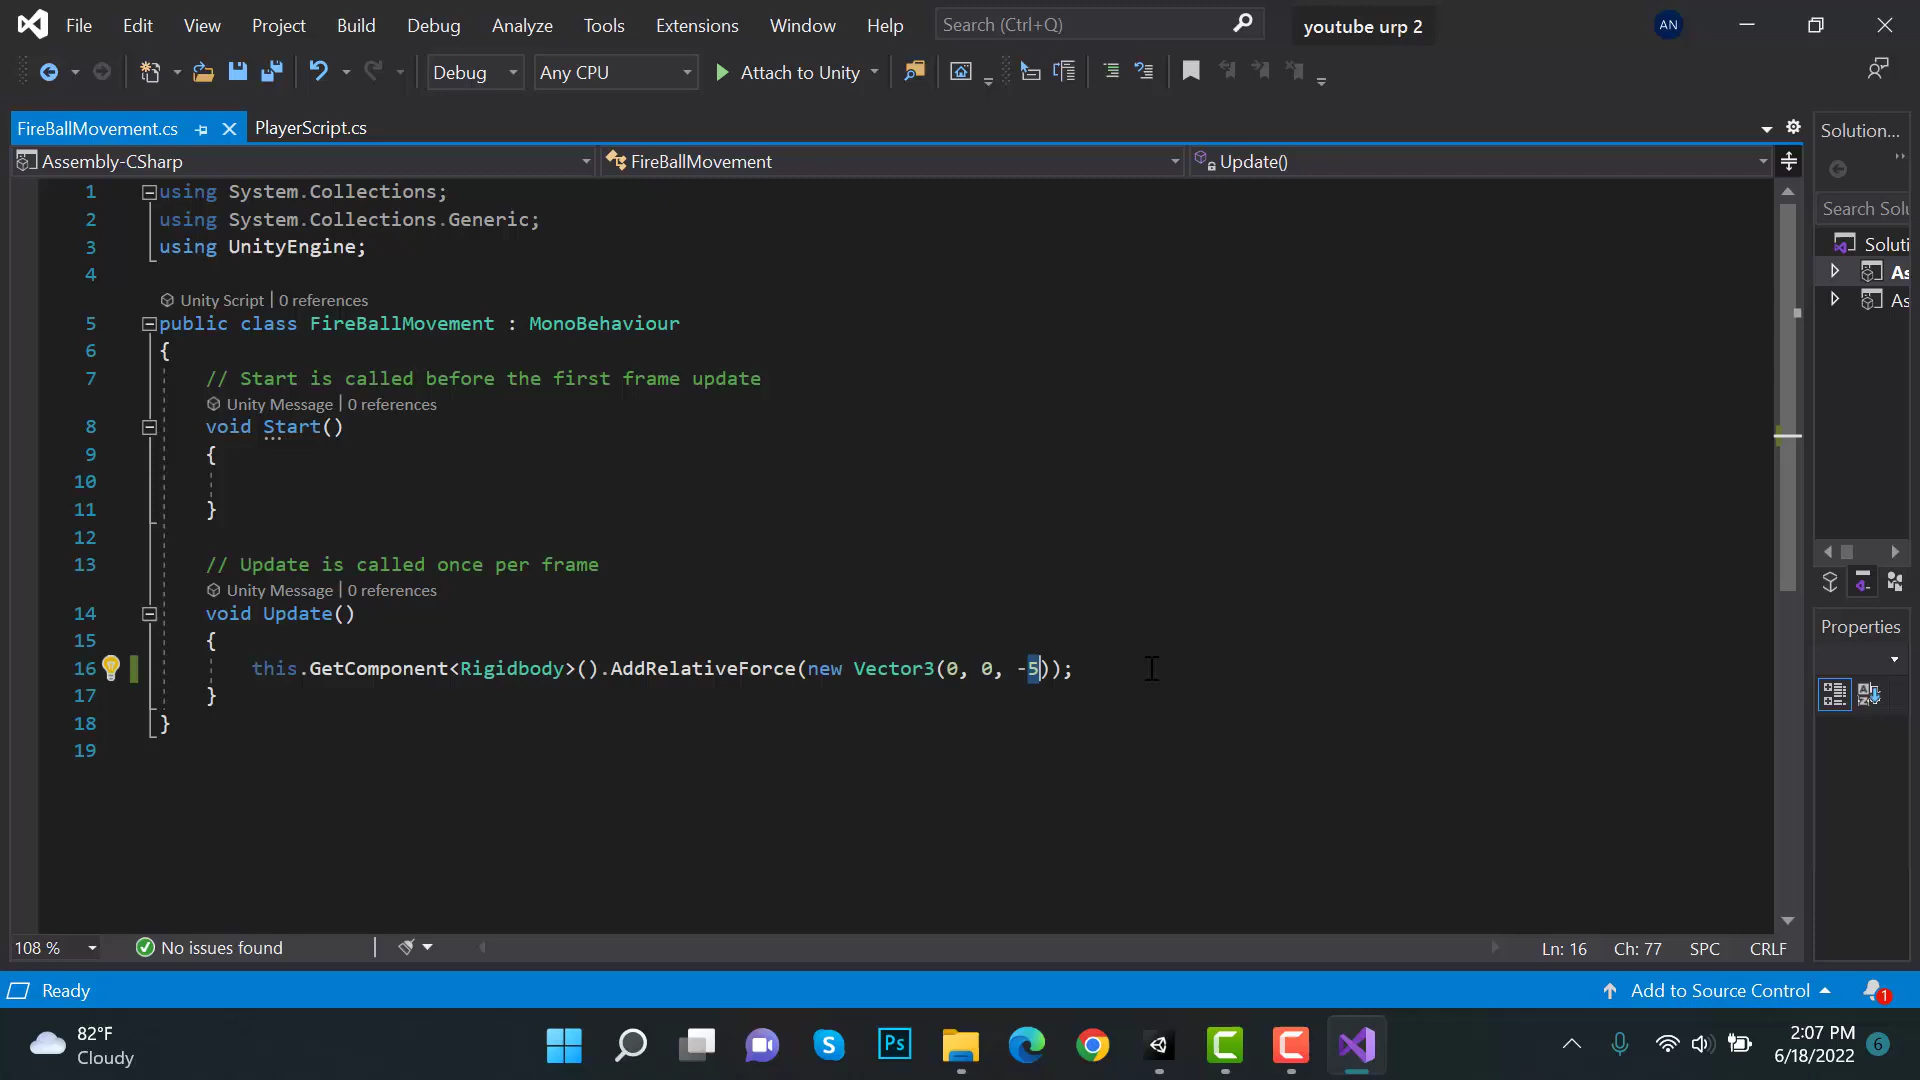 File Edit View Project Build Debug Analyze Tools Extensions Window Help Search (Ctrl+Q) youtube urp 2 AN
Debug Any CPU Attach to Unity
FireBallMovement.cs PlayerScript.cs
Assembly-CSharp FireBallMovement Update()
1 using System.Collections;
2 using System.Collections.Generic;
3 using UnityEngine;
4
Unity Script | 0 references
5 public class FireBallMovement : MonoBehaviour
6 {
7 // Start is called before the first frame update
Unity Message | 0 references
8 void Start()
9 {
10
11 }
12
13 // Update is called once per frame
Unity Message | 0 references
14 void Update()
15 {
16 this.GetComponent<Rigidbody>().AddRelativeForce(new Vector3(0, 0, -5));
17 }
18 }
19
Solution...
Search Solu
Soluti
As
As
Properties
108 % No issues found Ln: 16 Ch: 77 SPC CRLF
Ready Add to Source Control 1
82°F
Cloudy
S Ps C C
2:07 PM
6/18/2022 6